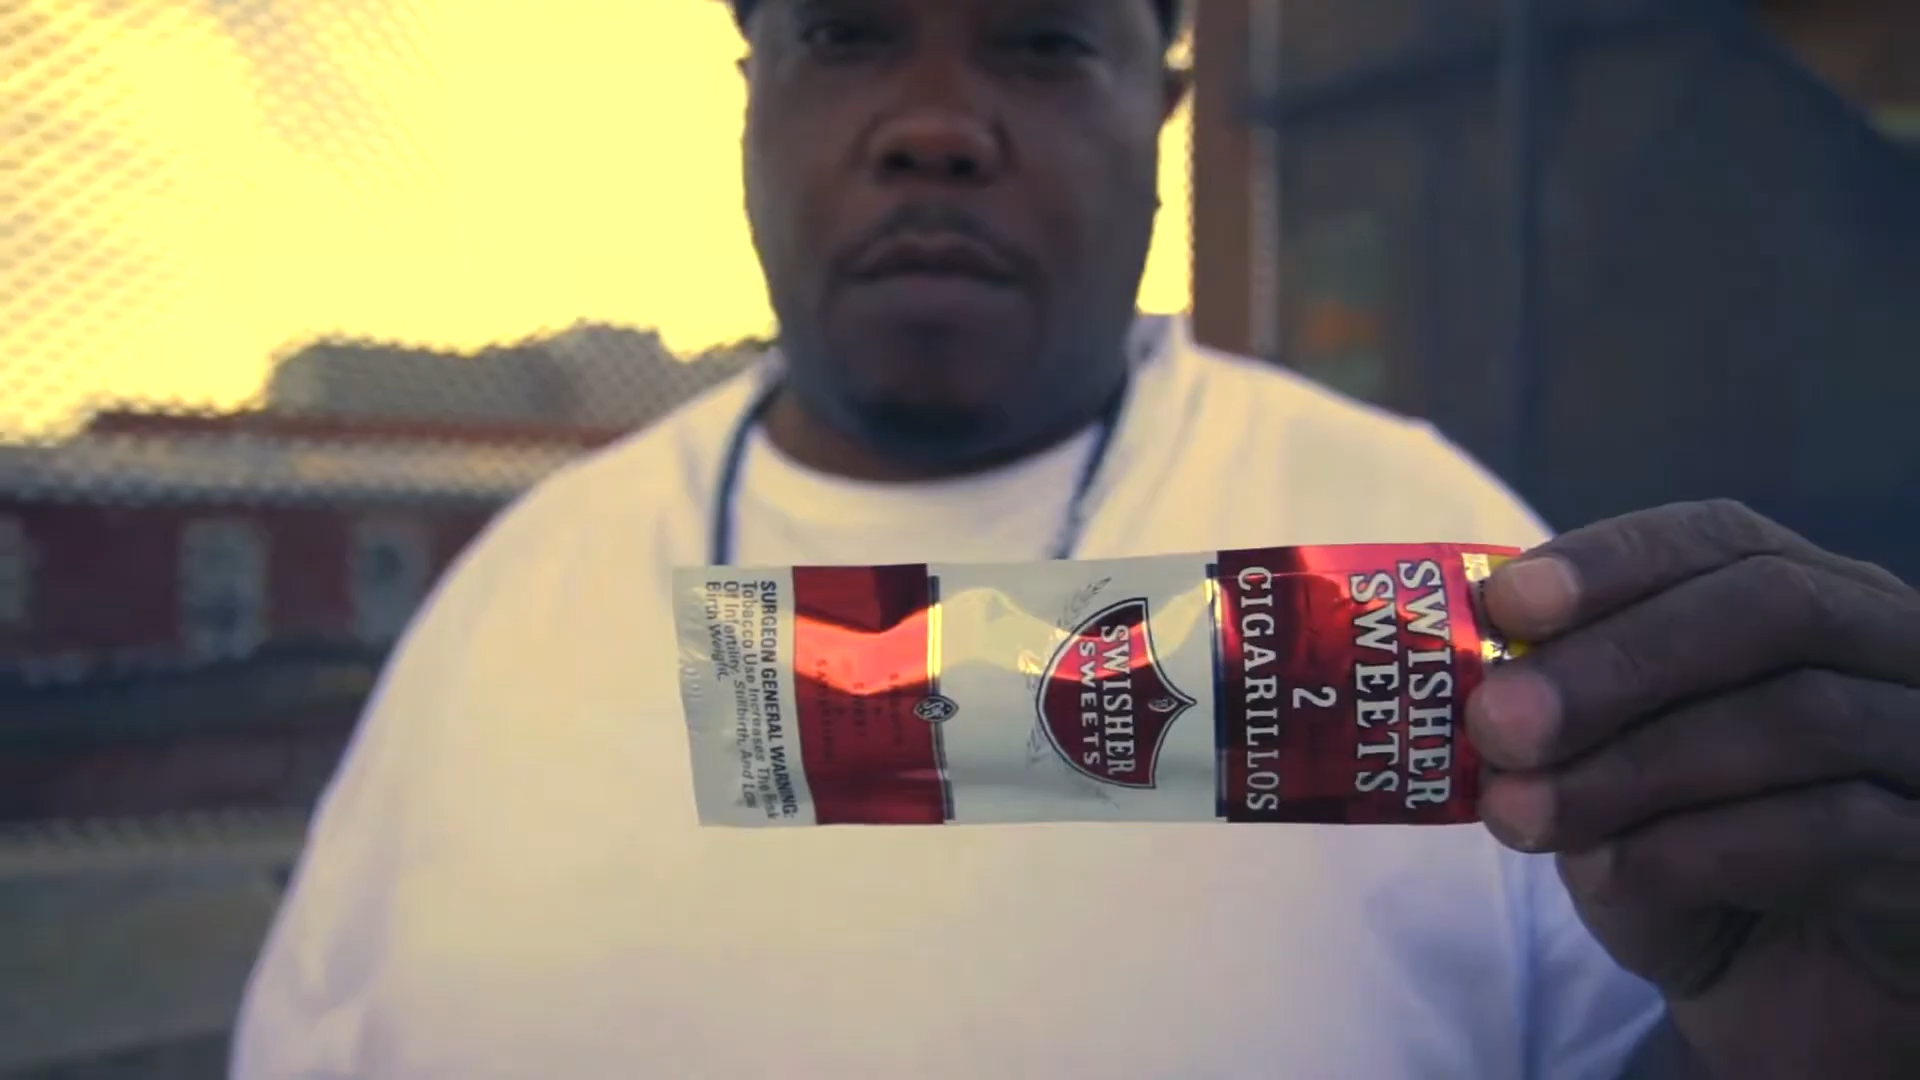 SWISHER
SWEETS
2
CIGARILLOS
SWISHER
SWEETS
SURGEON GENERAL WARNING:
Tobacco Use Increases The Risk
Of Infertility, Stillbirth, And Low
Birth Weight.